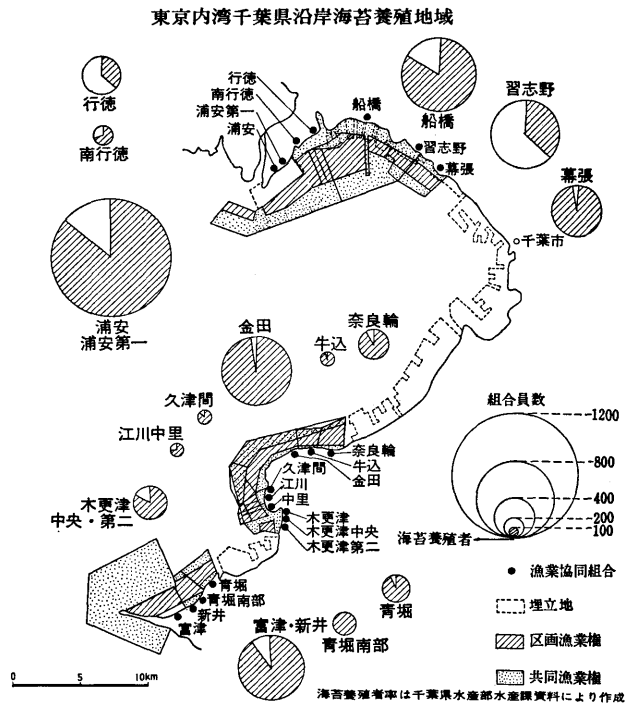 東京内湾千葉県沿岸海苔養殖地域
行徳
南行徳
浦安第一
浦安
船橋
習志野
幕張
千葉市
行徳
南行徳
船橋
習志野
幕張
浦安
浦安第一
金田
牛込
奈良輪
久津間
江川中里
木更津
中央・第二
奈良輪
牛込
金田
久津間
江川
中里
木更津
木更津中央
木更津第二
青堀
青堀南部
新井
富津
青堀
青堀南部
富津・新井
組合員数
1200
800
400
200
100
海苔養殖者
漁業協同組合
埋立地
区画漁業権
共同漁業権
0 5 10km
海苔養殖者率は千葉県水産部水産課資料により作成